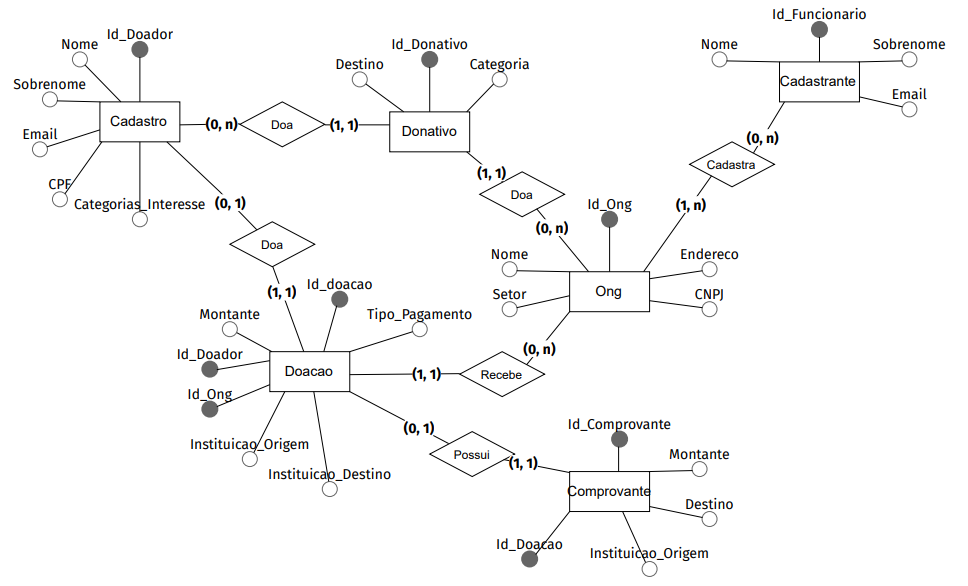 Id_Funcionario
Id_Doador
Nome
Id_Donativo
Nome
Sobrenome
Destino
Categoria
Sobrenome
Cadastrante
Email
Cadastro
(0, n)
Doa
(1, 1)
Donativo
Email
(0, n)
Cadastra
(1, 1)
CPF
Doa
Categorias_Interesse
(0, 1)
Id_Ong
(1, n)
(0, n)
Doa
Nome
Endereco
Id_doacao
(1, 1)
Setor
Ong
CNPJ
Montante
Tipo_Pagamento
(0, n)
Id_Doador
Doacao
(1, 1)
Recebe
Id_Ong
(0, 1)
Id_Comprovante
Instituicao_Origem
Possui
(1, 1)
Montante
Instituicao_Destino
Comprovante
Destino
Id_Doacao
Instituicao_Origem